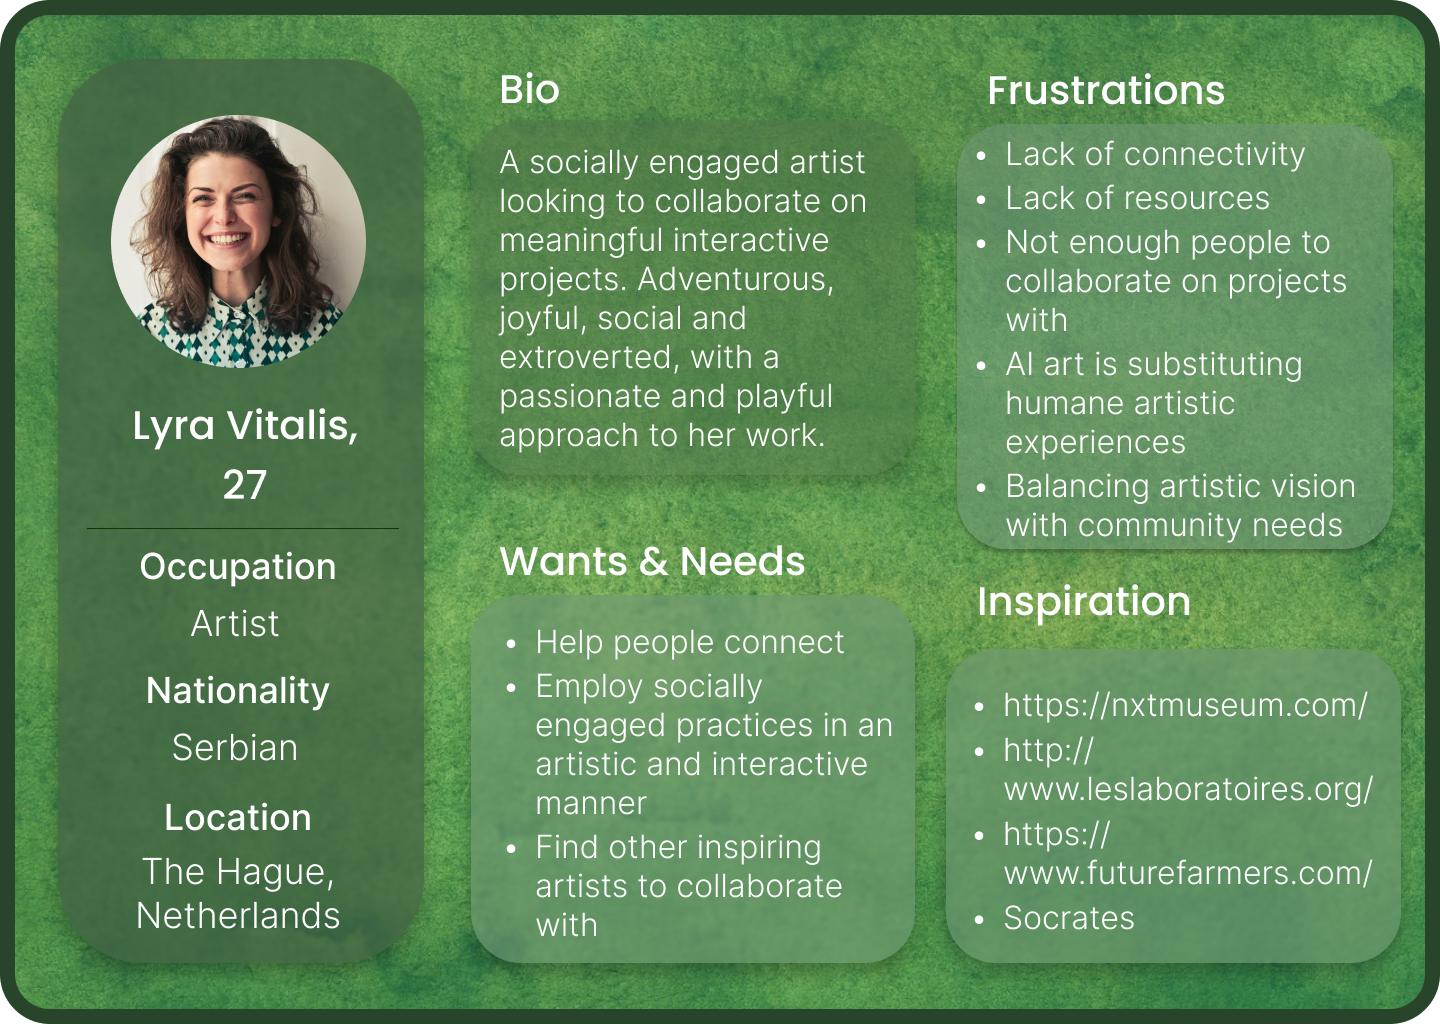 Lyra Vitalis,
27
Occupation
Artist
Nationality
Serbian
Location
The Hague,
Netherlands
Bio
A socially engaged artist
looking to collaborate on
meaningful interactive
projects. Adventurous,
joyful, social and
extroverted, with a
passionate and playful
approach to her work.
Wants & Needs
• Help people connect
• Employ socially
engaged practices in an
artistic and interactive
manner
• Find other inspiring
artists to collaborate
with
Frustrations
• Lack of connectivity
• Lack of resources
• Not enough people to
collaborate on projects
with
• AI art is substituting
humane artistic
experiences
• Balancing artistic vision
with community needs
Inspiration
• https://nxtmuseum.com/
• http://
www.leslaboratoires.org/
• https://
www.futurefarmers.com/
• Socrates